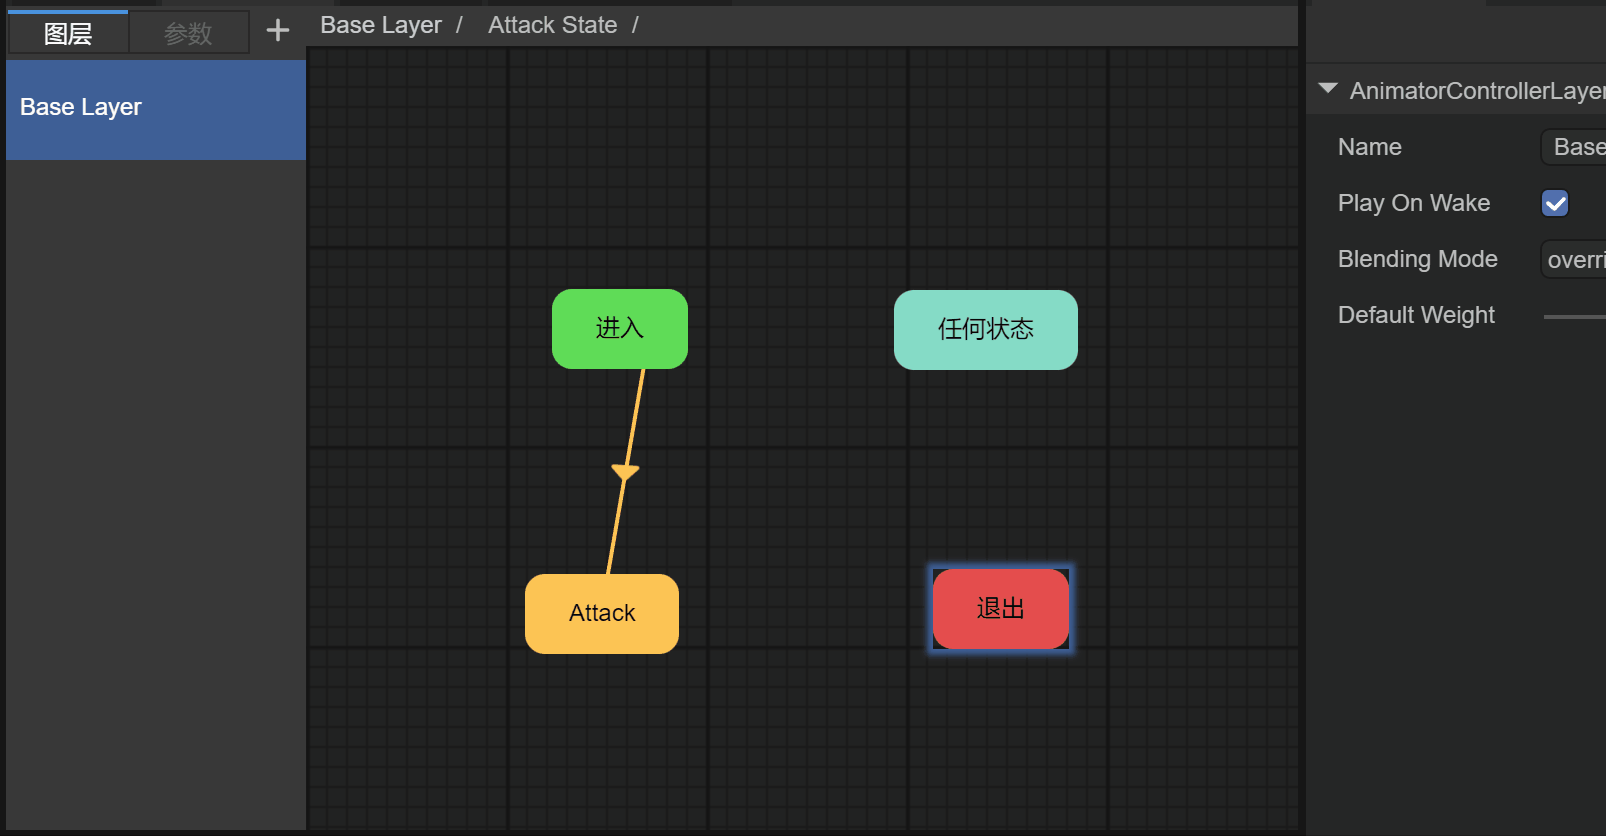 图层
参数
Base Layer / Attack State /
Base Layer
进入
任何状态
Attack
退出
AnimatorControllerLayer
Name
Base
Play On Wake
Blending Mode
overri
Default Weight